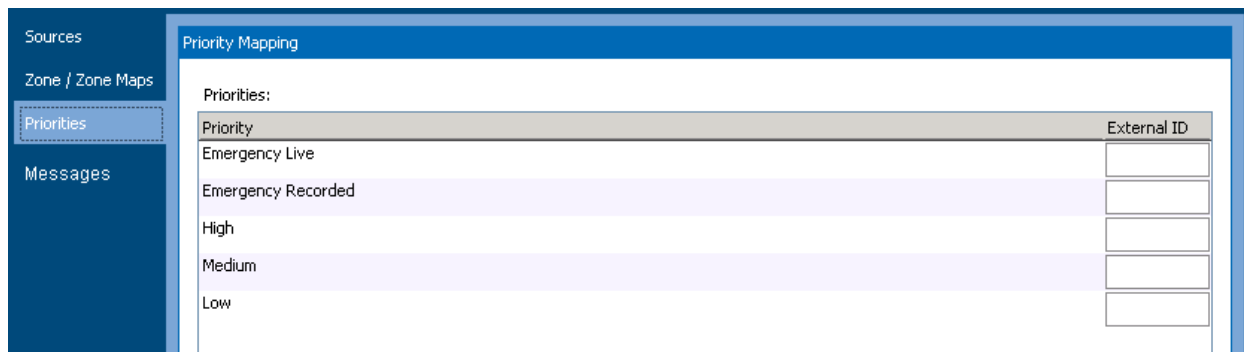 Sources
Zone / Zone Maps
Priorities
Messages
Priority Mapping
Priorities:
Priority External ID
Emergency Live
Emergency Recorded
High
Medium
Low